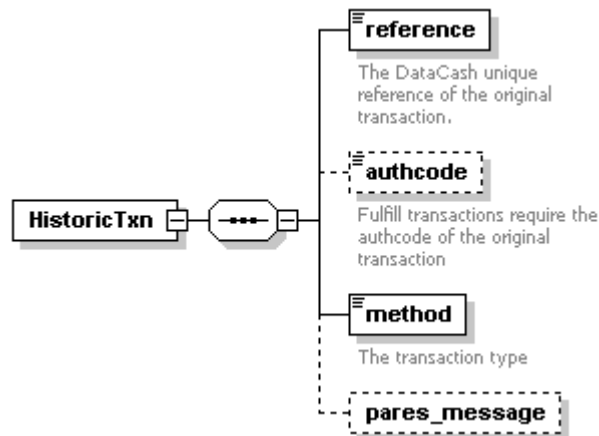 reference
The DataCash unique
reference of the original
transaction.
authcode
Fulfill transactions require the
authcode of the original
transaction
HistoricTxn
method
The transaction type
pares_message